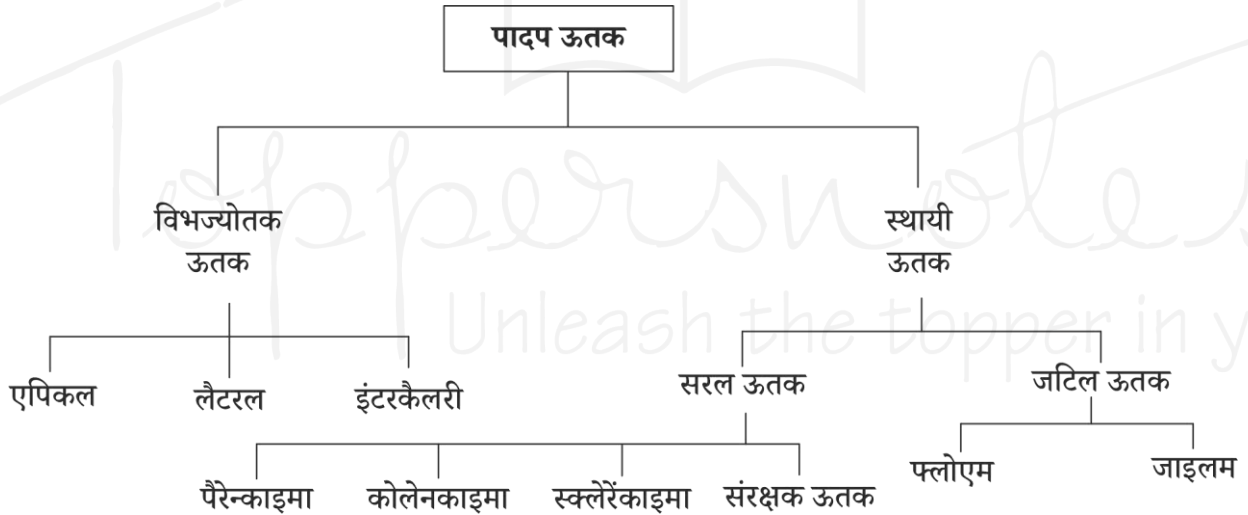 पादप ऊतक
विभज्योतक
ऊतक
स्थायी
ऊतक
एपिकल
लैटरल
इंटरकैलरी
सरल ऊतक
जटिल ऊतक
पैरेन्काइमा
कोलेनकाइमा
स्क्लेरेंकाइमा
संरक्षक ऊतक
फ्लोएम
जाइलम
Toppersnotes
Unleash the topper in y